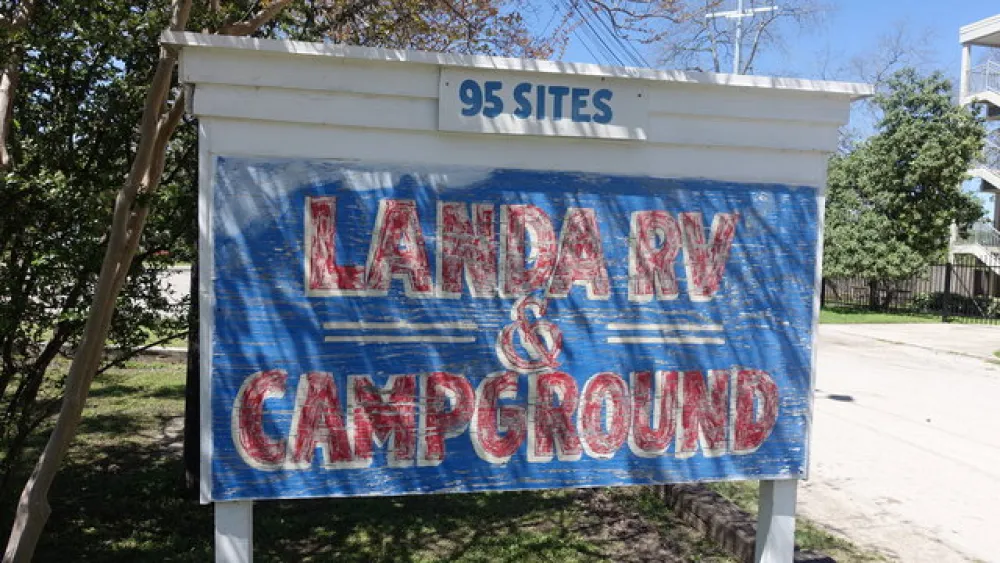 95 SITES
LANDA RV
&
CAMPGROUND